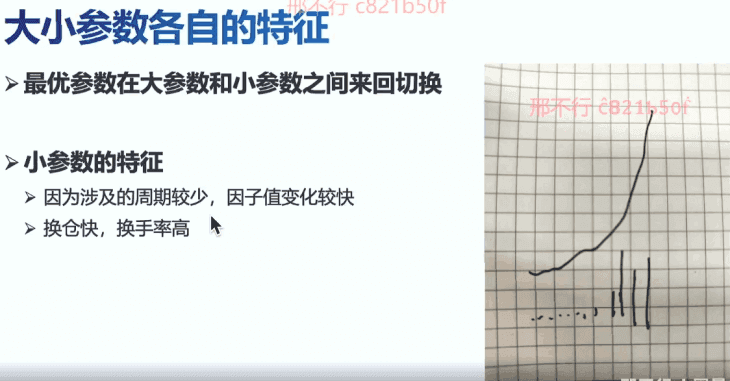 邢不行 c821b50f
大小参数各自的特征
最优参数在大参数和小参数之间来回切换
邢不行 c821b50f
小参数的特征
因为涉及的周期较少，因子值变化较快
换仓快，换手率高